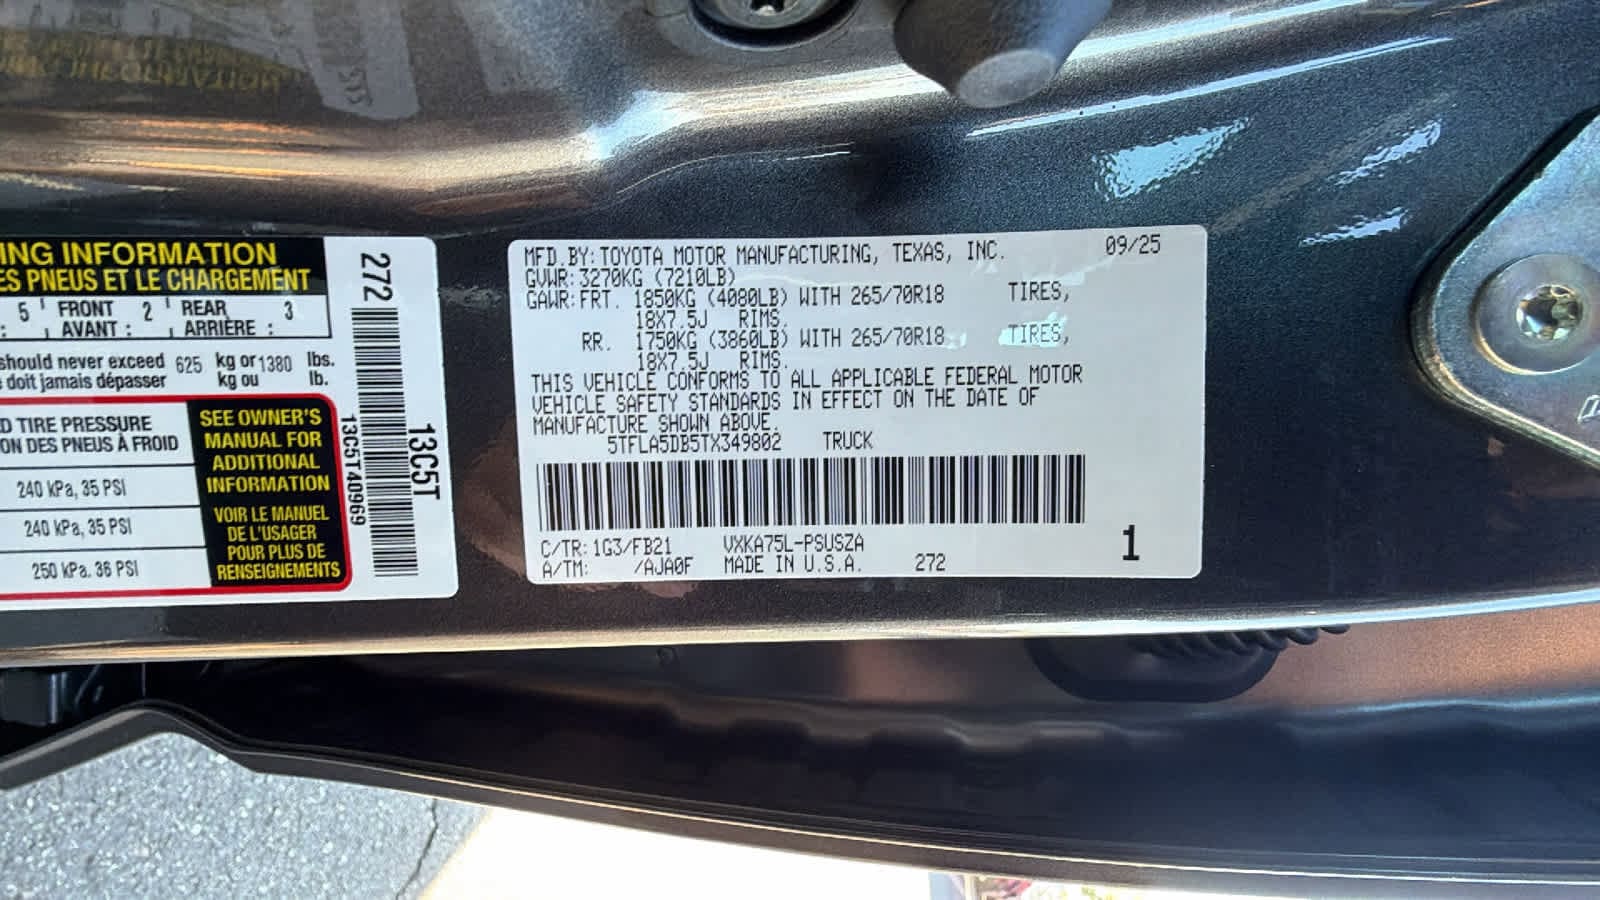 ING INFORMATION
ES PNEUS ET LE CHARGEMENT
5 FRONT 2 REAR 3
: AVANT : ARRIÈRE :
should never exceed 625 kg or 1380 lbs.
doit jamais dépasser kg ou lb.
D TIRE PRESSURE
ION DES PNEUS À FROID
240 kPa, 35 PSI
240 kPa, 35 PSI
250 kPa. 36 PSI
SEE OWNER'S
MANUAL FOR
ADDITIONAL
INFORMATION
VOIR LE MANUEL
DE L'USAGER
POUR PLUS DE
RENSEIGNEMENTS
272
13C5T40969
13C5T
MFD.BY: TOYOTA MOTOR MANUFACTURING, TEXAS, INC. 09/25
GVWR: 3270KG (7210LB)
GAWR: FRT. 1850KG (4080LB) WITH 265/70R18 TIRES,
18X7.5J RIMS.
RR. 1750KG (3860LB) WITH 265/70R18 TIRES,
18X7.5J RIMS.
THIS VEHICLE CONFORMS TO ALL APPLICABLE FEDERAL MOTOR
VEHICLE SAFETY STANDARDS IN EFFECT ON THE DATE OF
MANUFACTURE SHOWN ABOVE.
5TFLA5DB5TX349802 TRUCK
C/TR: 1G3/FB21 VXKA75L-PSUSZA
A/TM: /AJA0F MADE IN U.S.A. 272
1